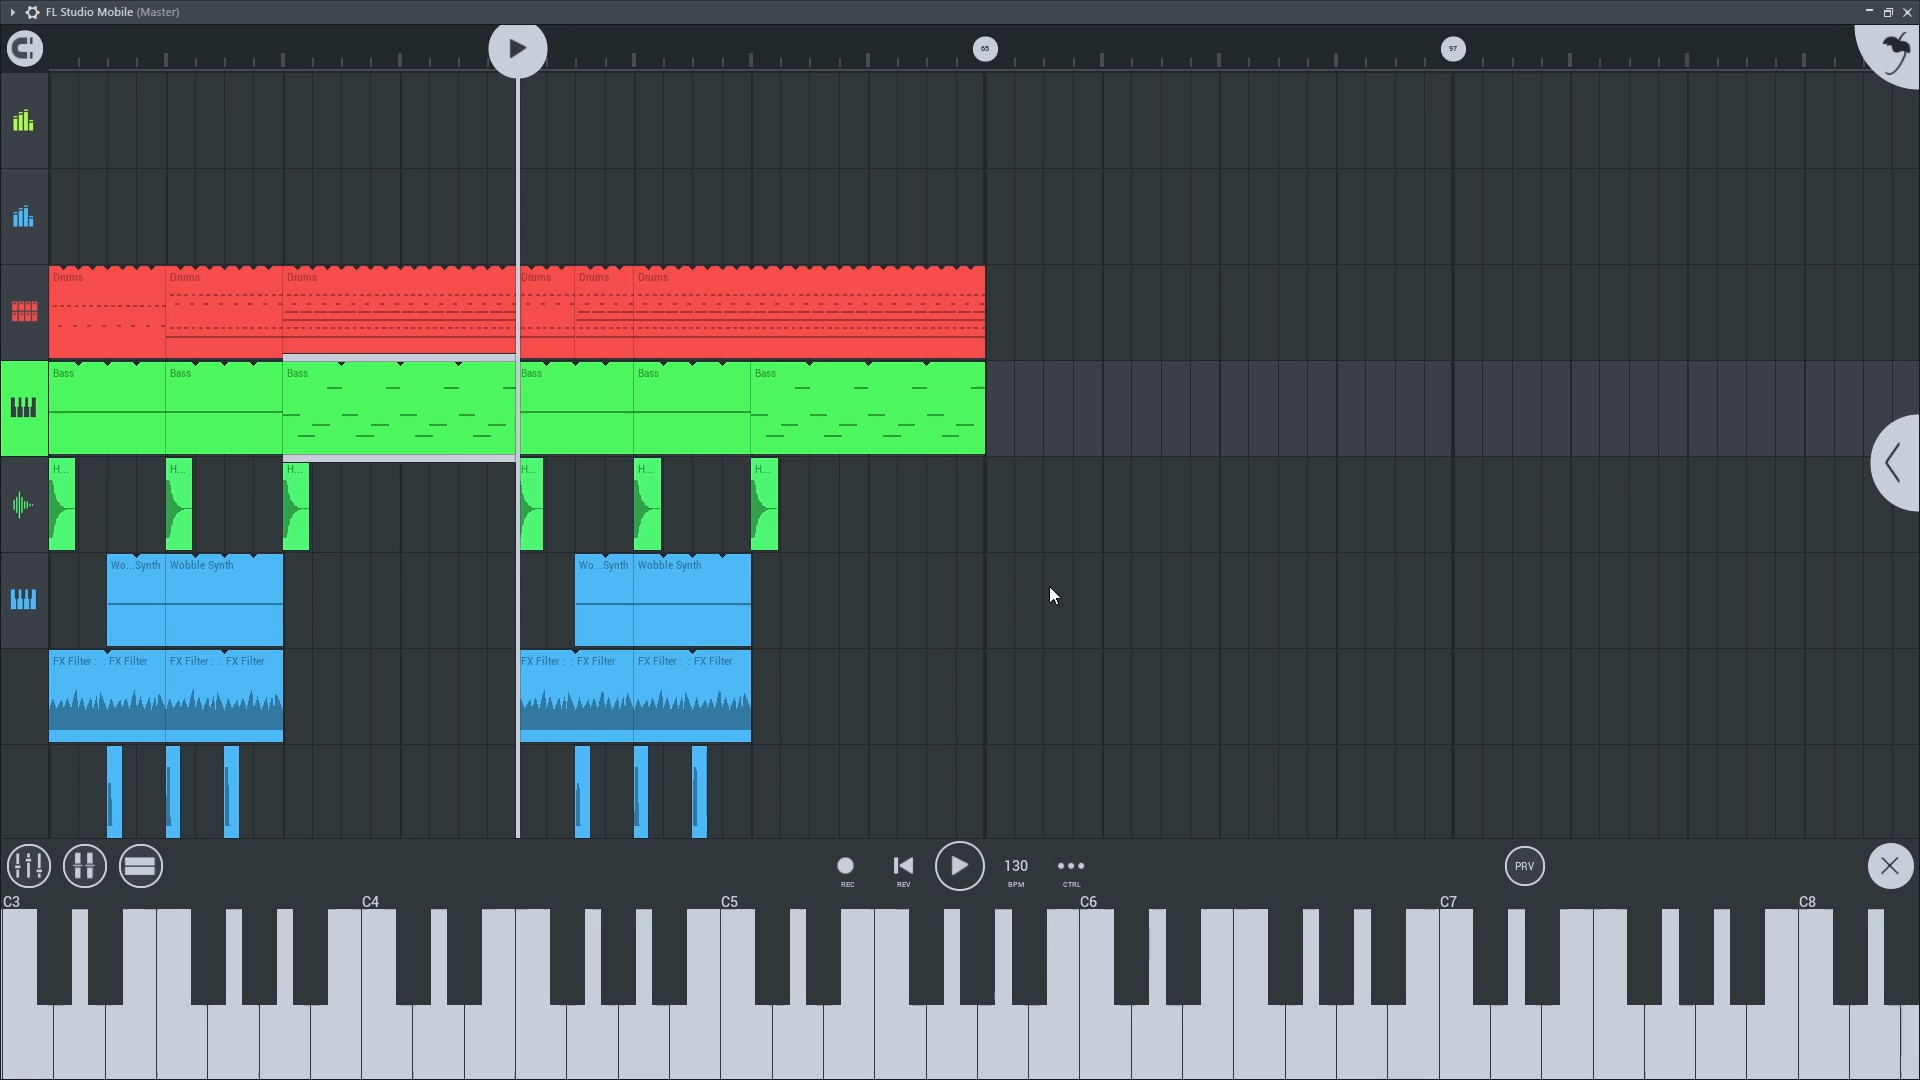 FL Studio Mobile (Master)
65
97
Drums
Drums
Drums
Drums
Drums
Drums
Bass
Bass
Bass
Bass
Bass
Bass
H...
H...
H...
H...
H...
H...
Wo...Synth
Wobble Synth
Wo...Synth
Wobble Synth
FX Filter : : FX Filter
FX Filter : : FX Filter
FX Filter : : FX Filter
FX Filter : : FX Filter
REC
REV
130
BPM
CTRL
PRV
C3
C4
C5
C6
C7
C8